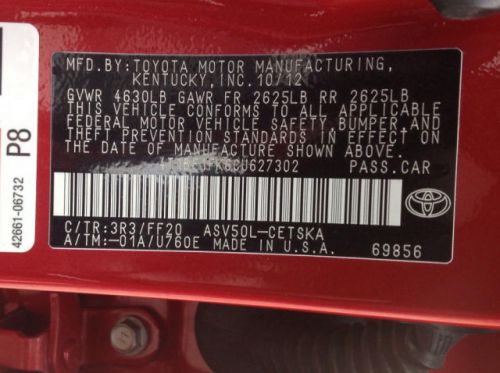 MFD.BY:TOYOTA MOTOR MANUFACTURING,
KENTUCKY,INC.10/12
GVWR 4630LB GAWR FR 2625LB RR 2625LB
THIS VEHICLE CONFORMS TO ALL APPLICABLE
FEDERAL MOTOR VEHICLE SAFETY,BUMPER,AND
THEFT PREVENTION STANDARDS IN EFFECT ON
THE DATE OF MANUFACTURE SHOWN ABOVE.
PASS.CAR
C/TR:3R3/FF20 ASV50L-CETSKA
A/TM:-01A/U760E MADE IN U.S.A.
69856
TOYOTA
P8
42661-06732